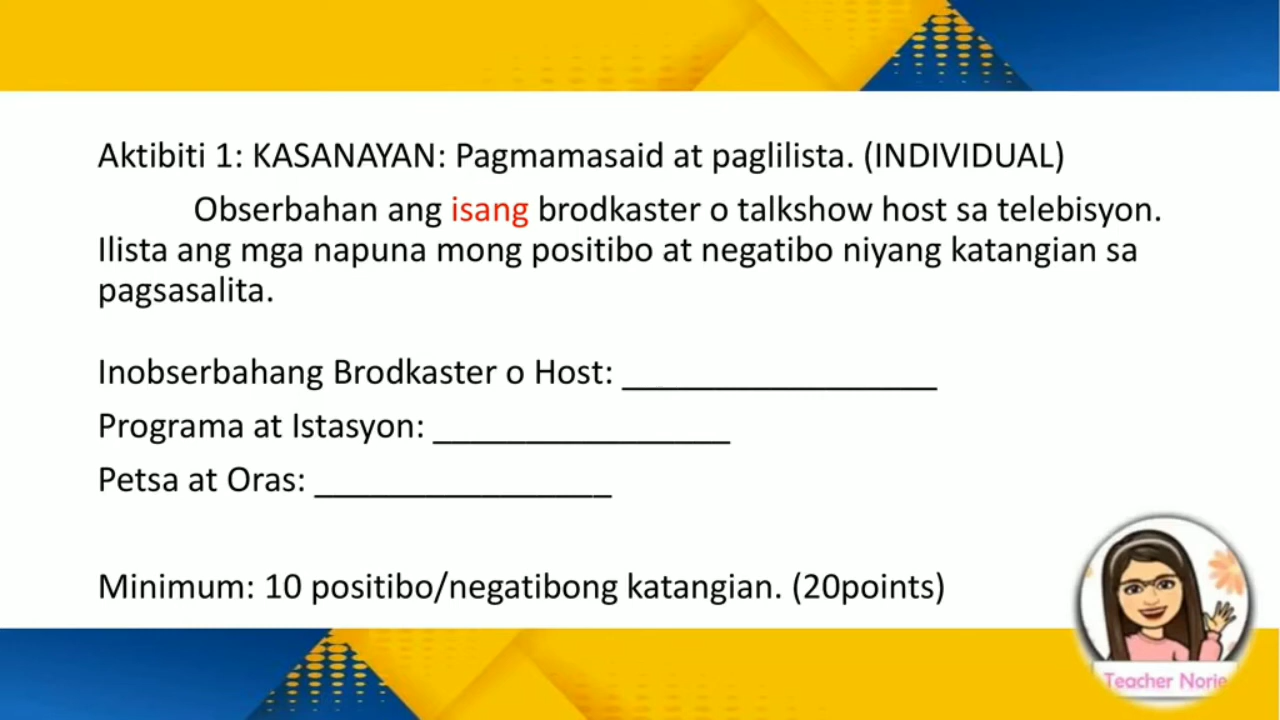 Aktibiti 1: KASANAYAN: Pagmamasaid at paglilista. (INDIVIDUAL)
Obserbahan ang isang brodkaster o talkshow host sa telebisyon.
Ilista ang mga napuna mong positibo at negatibo niyang katangian sa
pagsasalita.
Inobserbahang Brodkaster o Host: _________________
Programa at Istasyon: ________________
Petsa at Oras: ________________
Minimum: 10 positibo/negatibong katangian. (20points)
Teacher Norie